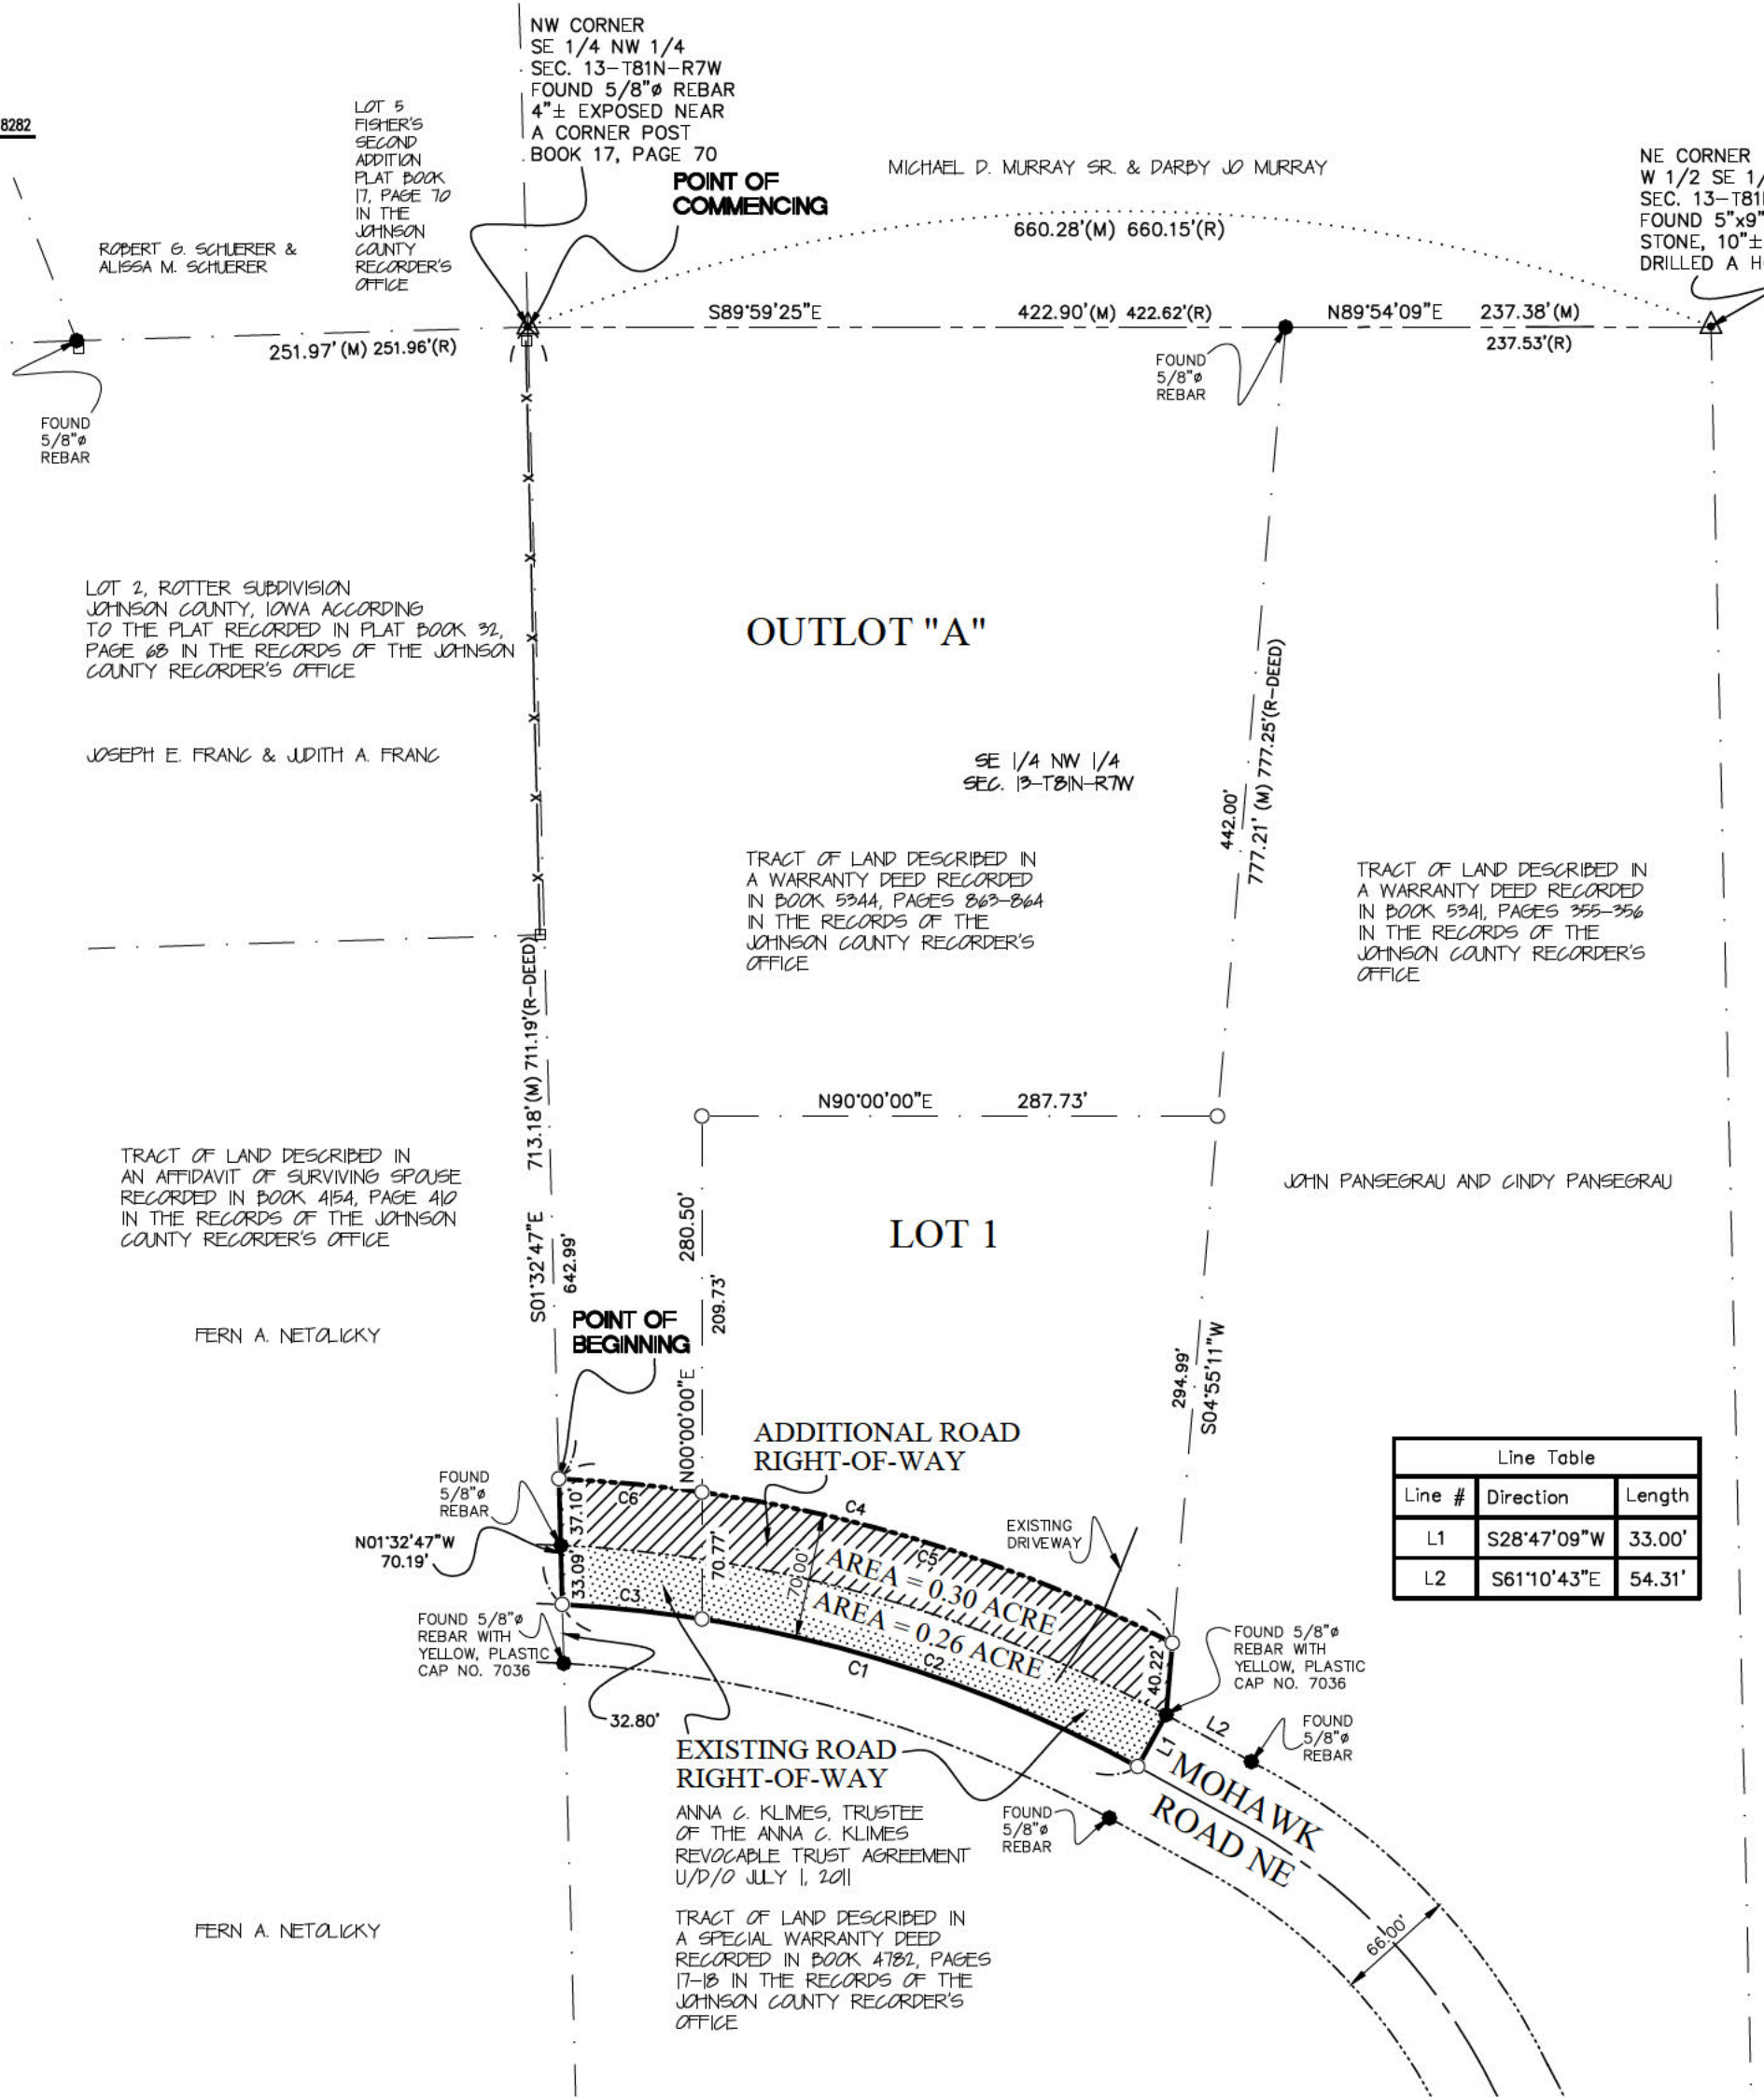 8282
NW CORNER
SE 1/4 NW 1/4
SEC. 13-T81N-R7W
FOUND 5/8"ø REBAR
4"± EXPOSED NEAR
A CORNER POST
BOOK 17, PAGE 70
LOT 5
FISHER'S
SECOND
ADDITION
PLAT BOOK
17, PAGE 70
IN THE
JOHNSON
COUNTY
RECORDER'S
OFFICE
POINT OF
COMMENCING
MICHAEL D. MURRAY SR. & DARBY JO MURRAY
NE CORNER
W 1/2 SE 1/
SEC. 13-T81
FOUND 5"x9"
STONE, 10"±
DRILLED A H
ROBERT G. SCHUERER &
ALISSA M. SCHUERER
660.28'(M) 660.15'(R)
S89°59'25"E
422.90'(M) 422.62'(R)
N89°54'09"E
237.38'(M)
237.53'(R)
251.97'(M) 251.96'(R)
FOUND
5/8"ø
REBAR
FOUND
5/8"ø
REBAR
LOT 2, ROTTER SUBDIVISION
JOHNSON COUNTY, IOWA ACCORDING
TO THE PLAT RECORDED IN PLAT BOOK 32,
PAGE 68 IN THE RECORDS OF THE JOHNSON
COUNTY RECORDER'S OFFICE
OUTLOT "A"
JOSEPH E. FRANC & JUDITH A. FRANC
SE 1/4 NW 1/4
SEC. 13-T81N-R7W
442.00'
777.21' (M) 777.25'(R-DEED)
TRACT OF LAND DESCRIBED IN
A WARRANTY DEED RECORDED
IN BOOK 5344, PAGES 863-864
IN THE RECORDS OF THE
JOHNSON COUNTY RECORDER'S
OFFICE
TRACT OF LAND DESCRIBED IN
A WARRANTY DEED RECORDED
IN BOOK 5341, PAGES 355-356
IN THE RECORDS OF THE
JOHNSON COUNTY RECORDER'S
OFFICE
S01°32'47"E 713.18'(M) 711.19'(R-DEED)
642.99'
N90°00'00"E
287.73'
TRACT OF LAND DESCRIBED IN
AN AFFIDAVIT OF SURVIVING SPOUSE
RECORDED IN BOOK 4154, PAGE 410
IN THE RECORDS OF THE JOHNSON
COUNTY RECORDER'S OFFICE
JOHN PANSEGRAU AND CINDY PANSEGRAU
N00°00'00"E 280.50'
209.73'
LOT 1
FERN A. NETOLICKY
POINT OF
BEGINNING
294.99'
S04°55'11"W
ADDITIONAL ROAD
RIGHT-OF-WAY
Line Table
Line # Direction Length
L1 S28°47'09"W 33.00'
L2 S61°10'43"E 54.31'
FOUND
5/8"ø
REBAR
N01°32'47"W
70.19'
37.10'
33.09'
C6
C4
C5
C3
70.77'
70.00'
EXISTING
DRIVEWAY
AREA = 0.30 ACRE
AREA = 0.26 ACRE
C1
C2
40.22'
FOUND 5/8"ø
REBAR WITH
YELLOW, PLASTIC
CAP NO. 7036
FOUND 5/8"ø
REBAR WITH
YELLOW, PLASTIC
CAP NO. 7036
32.80'
L1
L2
FOUND
5/8"ø
REBAR
EXISTING ROAD
RIGHT-OF-WAY
MOHAWK
ROAD NE
ANNA C. KLIMES, TRUSTEE
OF THE ANNA C. KLIMES
REVOCABLE TRUST AGREEMENT
U/D/O JULY 1, 2011
FOUND
5/8"ø
REBAR
TRACT OF LAND DESCRIBED IN
A SPECIAL WARRANTY DEED
RECORDED IN BOOK 4782, PAGES
17-18 IN THE RECORDS OF THE
JOHNSON COUNTY RECORDER'S
OFFICE
FERN A. NETOLICKY
66.00'